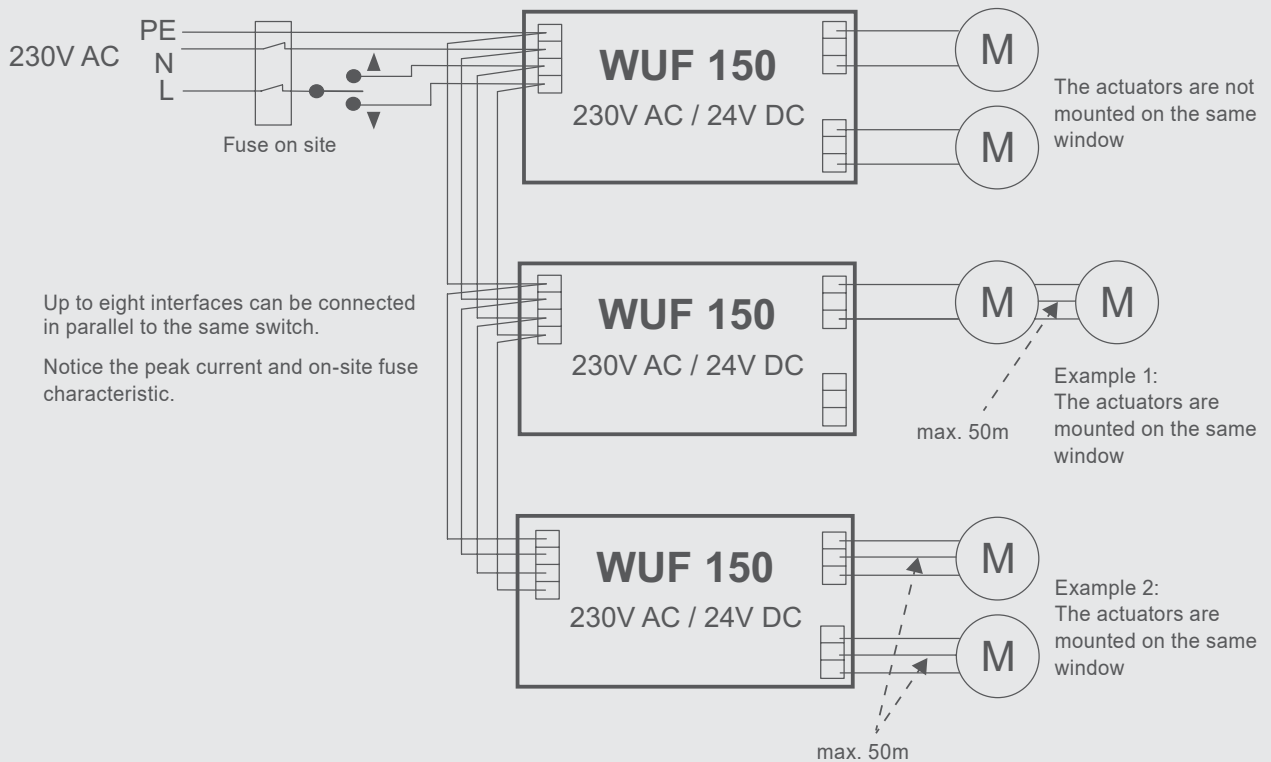 PE
230V AC
N
L
Fuse on site
WUF 150
230V AC / 24V DC
M
M
The actuators are not
mounted on the same
window
Up to eight interfaces can be connected
in parallel to the same switch.
Notice the peak current and on-site fuse
characteristic.
WUF 150
230V AC / 24V DC
M
M
max. 50m
Example 1:
The actuators are
mounted on the same
window
WUF 150
230V AC / 24V DC
M
M
Example 2:
The actuators are
mounted on the same
window
max. 50m